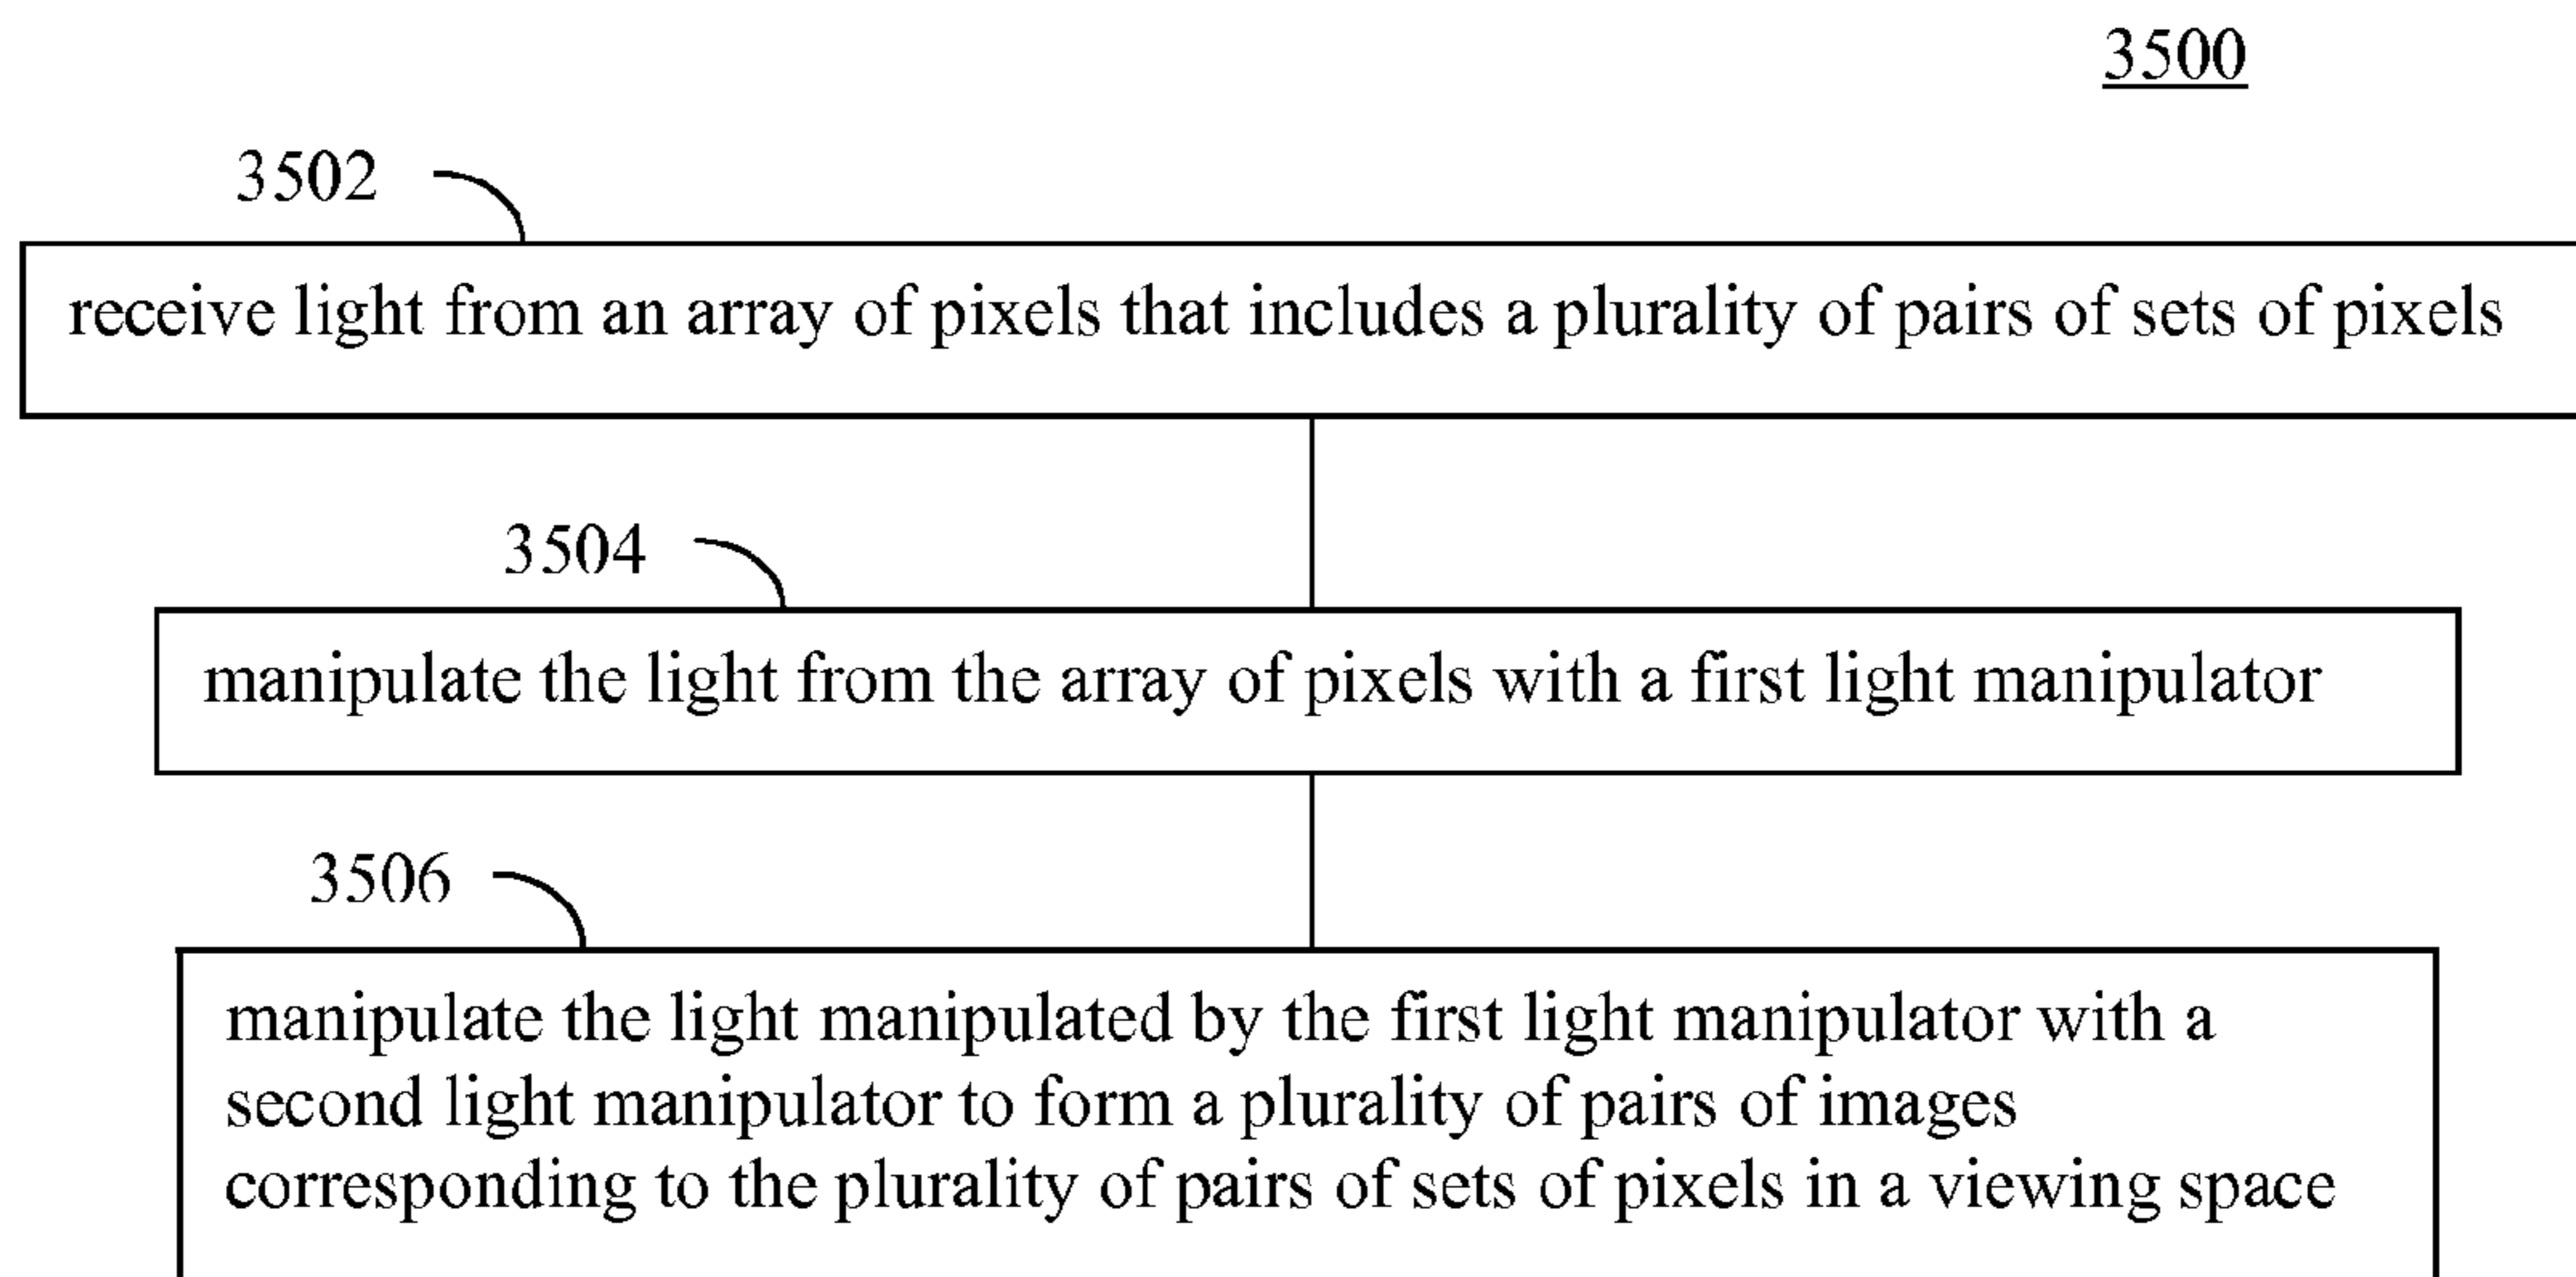 3500
3502
receive light from an array of pixels that includes a plurality of pairs of sets of pixels
3504
manipulate the light from the array of pixels with a first light manipulator
3506
manipulate the light manipulated by the first light manipulator with a
second light manipulator to form a plurality of pairs of images
corresponding to the plurality of pairs of sets of pixels in a viewing space